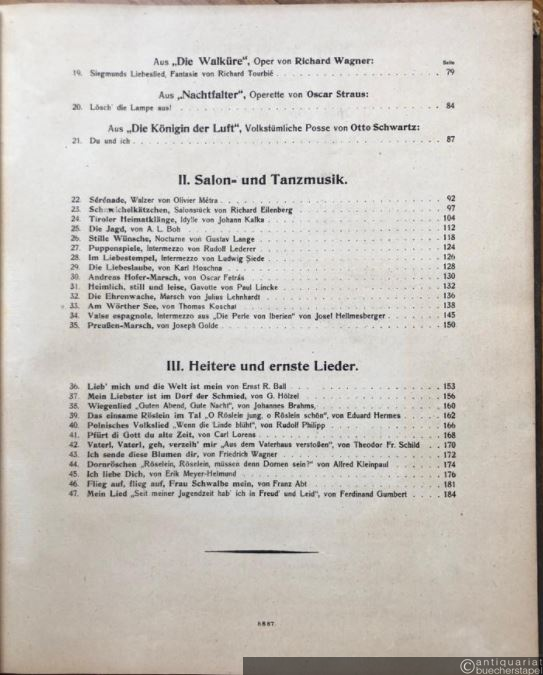 Aus „Die Walküre“, Oper von Richard Wagner: Seite
19. Siegmunds Liebeslied, Fantasie von Richard Tourbié . . . 79
Aus „Nachtfalter“, Operette von Oscar Straus:
20. Lösch' die Lampe aus! . . . 84
Aus „Die Königin der Luft“, Volkstümliche Posse von Otto Schwartz:
21. Du und ich . . . 87
II. Salon- und Tanzmusik.
22. Sérénade, Walzer von Olivier Métra . . . 92
23. Schmeichelkätzchen, Salonstück von Richard Eilenberg . . . 97
24. Tiroler Heimatklänge, Idylle von Johann Kafka . . . 104
25. Die Jagd, von A. L. Boh . . . 112
26. Stille Wünsche, Nocturne von Gustav Lange . . . 118
27. Puppenspiele, Intermezzo von Rudolf Lederer . . . 124
28. Im Liebestempel, Intermezzo von Ludwig Siede . . . 126
29. Die Liebeslaube, von Karl Hoschna . . . 128
30. Andreas Hofer-Marsch, von Oscar Fetrás . . . 130
31. Heimlich, still und leise, Gavotte von Paul Lincke . . . 132
32. Die Ehrenwache, Marsch von Julius Lehnhardt . . . 136
33. Am Wörther See, von Thomas Koschat . . . 138
34. Valse espagnole, Intermezzo aus „Die Perle von Iberien“ von Josef Hellmesberger . . . 145
35. Preußen-Marsch, von Joseph Golde . . . 150
III. Heitere und ernste Lieder.
36. Lieb' mich und die Welt ist mein von Ernst R. Ball . . . 153
37. Mein Liebster ist im Dorf der Schmied, von G. Hölzel . . . 156
38. Wiegenlied „Guten Abend, Gute Nacht“, von Johannes Brahms, . . . 160
39. Das einsame Röslein im Tal „O Röslein jung, o Röslein schön“, von Eduard Hermes . . . 162
40. Polnisches Volkslied „Wenn die Linde blüht“, von Rudolf Philipp . . . 166
41. Pfürt di Gott du alte Zeit, von Carl Lorens . . . 168
42. Vaterl, Vaterl, geh, verzeih' mir „Aus dem Vaterhaus verstoßen“, von Theodor Fr. Schild . 170
43. Ich sende diese Blumen dir, von Friedrich Wagner . . . 172
44. Dornröschen „Röselein, Röselein, müssen denn Dornen sein?“ von Alfred Kleinpaul . . . 174
45. Ich liebe Dich, von Erik Meyer-Helmund . . . 176
46. Flieg auf, flieg auf, Frau Schwalbe mein, von Franz Abt . . . 181
47. Mein Lied „Seit meiner Jugendzeit hab' ich in Freud' und Leid“, von Ferdinand Gumbert . . . 184
©antiquariat
buecherstapel